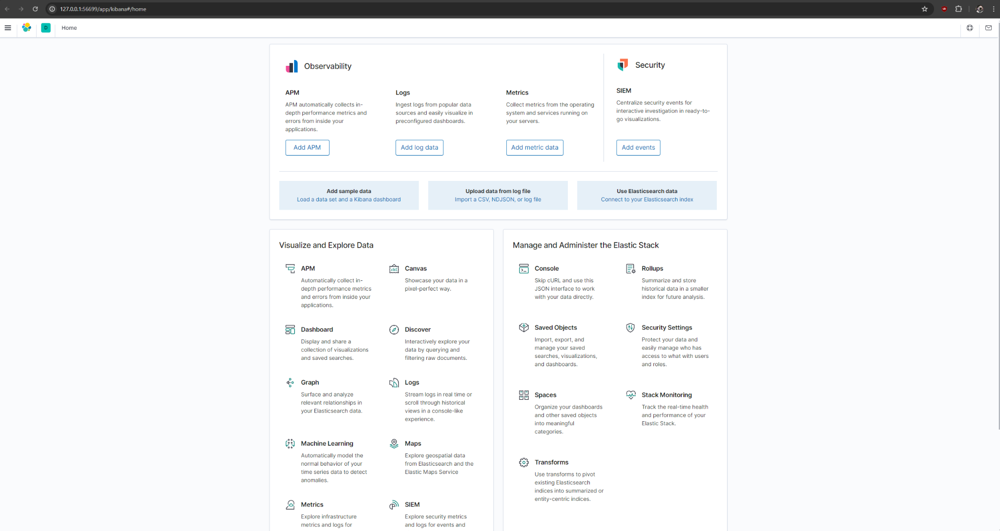 127.0.0.1:56699/app/kibana#/home
D
Home
Observability
APM
APM automatically collects in-
depth performance metrics and
errors from inside your
applications.
Add APM
Logs
Ingest logs from popular data
sources and easily visualize in
preconfigured dashboards.
Add log data
Metrics
Collect metrics from the operating
system and services running on
your servers.
Add metric data
Security
SIEM
Centralize security events for
interactive investigation in ready-to-
go visualizations.
Add events
Add sample data
Load a data set and a Kibana dashboard
Upload data from log file
Import a CSV, NDJSON, or log file
Use Elasticsearch data
Connect to your Elasticsearch index
Visualize and Explore Data
APM
Automatically collect in-
depth performance metrics
and errors from inside your
applications.
Canvas
Showcase your data in a
pixel-perfect way.
Dashboard
Display and share a
collection of visualizations
and saved searches.
Discover
Interactively explore your
data by querying and
filtering raw documents.
Graph
Surface and analyze
relevant relationships in
your Elasticsearch data.
Logs
Stream logs in real time or
scroll through historical
views in a console-like
experience.
Machine Learning
Automatically model the
normal behavior of your
time series data to detect
anomalies.
Maps
Explore geospatial data
from Elasticsearch and the
Elastic Maps Service
Metrics
Explore infrastructure
metrics and logs for
SIEM
Explore security metrics
and logs for events and
Manage and Administer the Elastic Stack
Console
Skip cURL and use this
JSON interface to work
with your data directly.
Rollups
Summarize and store
historical data in a smaller
index for future analysis.
Saved Objects
Import, export, and
manage your saved
searches, visualizations,
and dashboards.
Security Settings
Protect your data and
easily manage who has
access to what with users
and roles.
Spaces
Organize your dashboards
and other saved objects
into meaningful
categories.
Stack Monitoring
Track the real-time health
and performance of your
Elastic Stack.
Transforms
Use transforms to pivot
existing Elasticsearch
indices into summarized or
entity-centric indices.